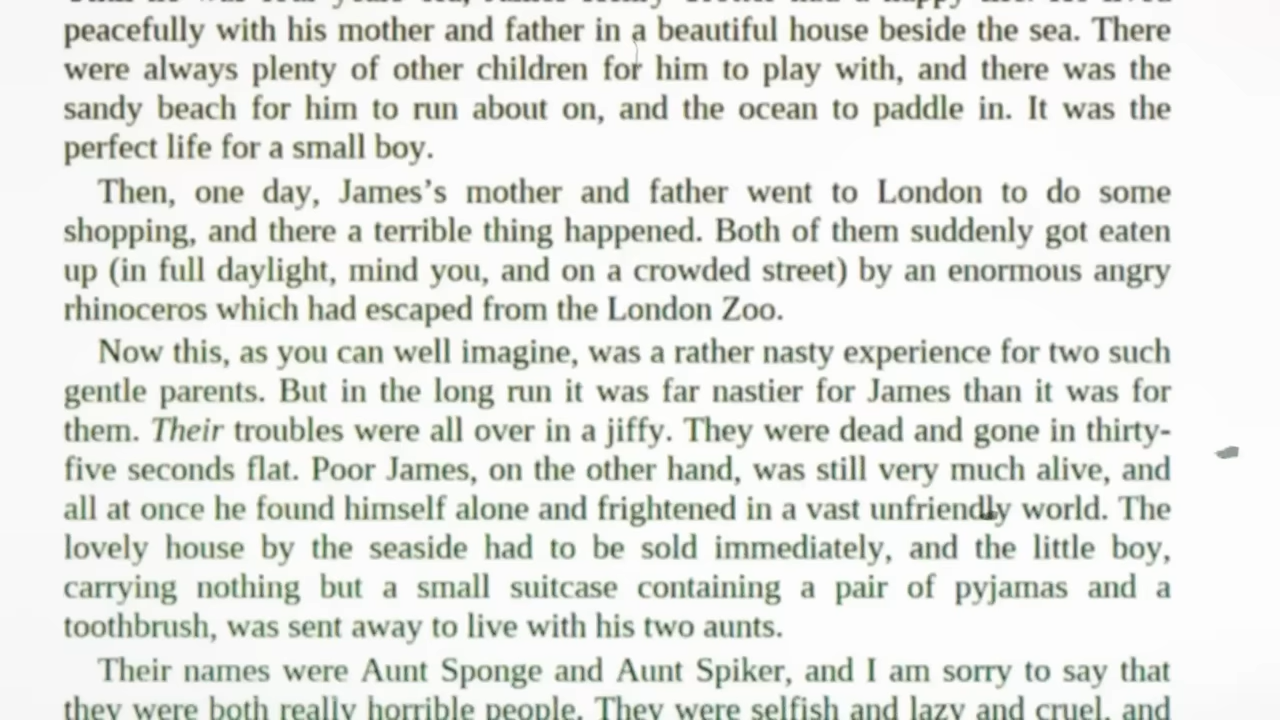 peacefully with his mother and father in a beautiful house beside the sea. There
were always plenty of other children for him to play with, and there was the
sandy beach for him to run about on, and the ocean to paddle in. It was the
perfect life for a small boy.
Then, one day, James’s mother and father went to London to do some
shopping, and there a terrible thing happened. Both of them suddenly got eaten
up (in full daylight, mind you, and on a crowded street) by an enormous angry
rhinoceros which had escaped from the London Zoo.
Now this, as you can well imagine, was a rather nasty experience for two such
gentle parents. But in the long run it was far nastier for James than it was for
them. Their troubles were all over in a jiffy. They were dead and gone in thirty-
five seconds flat. Poor James, on the other hand, was still very much alive, and
all at once he found himself alone and frightened in a vast unfriendly world. The
lovely house by the seaside had to be sold immediately, and the little boy,
carrying nothing but a small suitcase containing a pair of pyjamas and a
toothbrush, was sent away to live with his two aunts.
Their names were Aunt Sponge and Aunt Spiker, and I am sorry to say that
they were both really horrible people. They were selfish and lazy and cruel, and